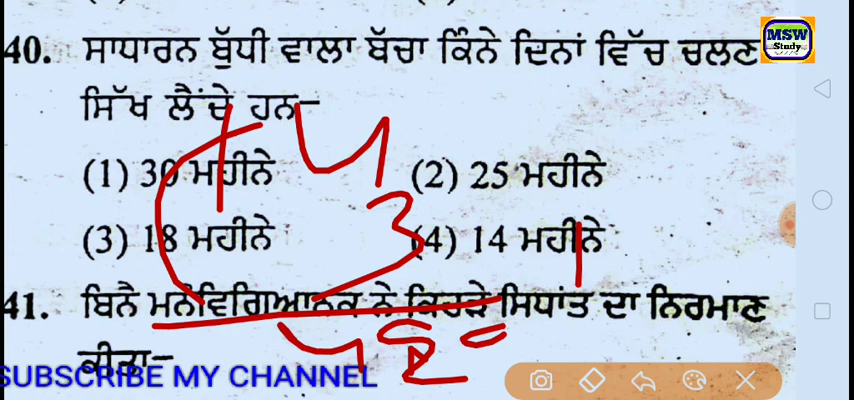 40. ਸਾਧਾਰਨ ਬੁੱਧੀ ਵਾਲਾ ਬੱਚਾ ਕਿੰਨੇ ਦਿਨਾਂ ਵਿੱਚ ਚਲਣ
MSW
Study
ਸਿੱਖ ਲੈਂਦੇ ਹਨ–
(1) 30 ਮਹੀਨੇ (2) 25 ਮਹੀਨੇ
(3) 18 ਮਹੀਨੇ (4) 14 ਮਹੀਨੇ
41. ਬਿਨੈ ਮਨੋਵਿਗਿਆਨਕ ਨੇ ਕਿਹੜੇ ਸਿਧਾਂਤ ਦਾ ਨਿਰਮਾਣ
ਕੀਤਾ–
SUBSCRIBE MY CHANNEL